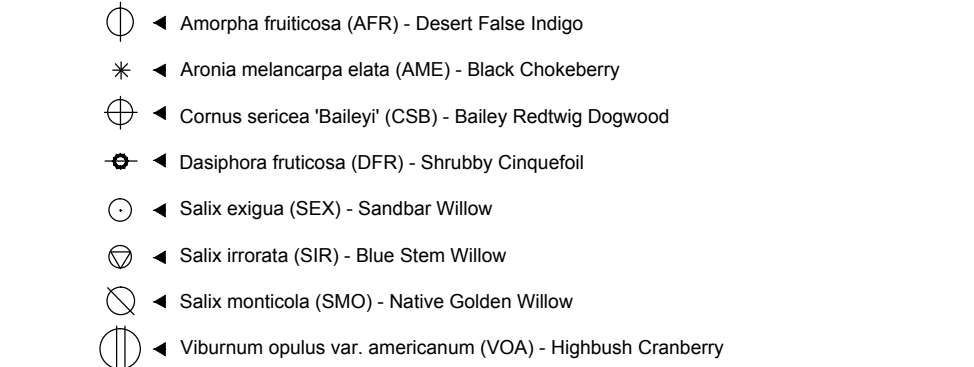 Amorpha fruiticosa (AFR) - Desert False Indigo
Aronia melancarpa elata (AME) - Black Chokeberry
Cornus sericea 'Baileyi' (CSB) - Bailey Redtwig Dogwood
Dasiphora fruticosa (DFR) - Shrubby Cinquefoil
Salix exigua (SEX) - Sandbar Willow
Salix irrorata (SIR) - Blue Stem Willow
Salix monticola (SMO) - Native Golden Willow
Viburnum opulus var. americanum (VOA) - Highbush Cranberry